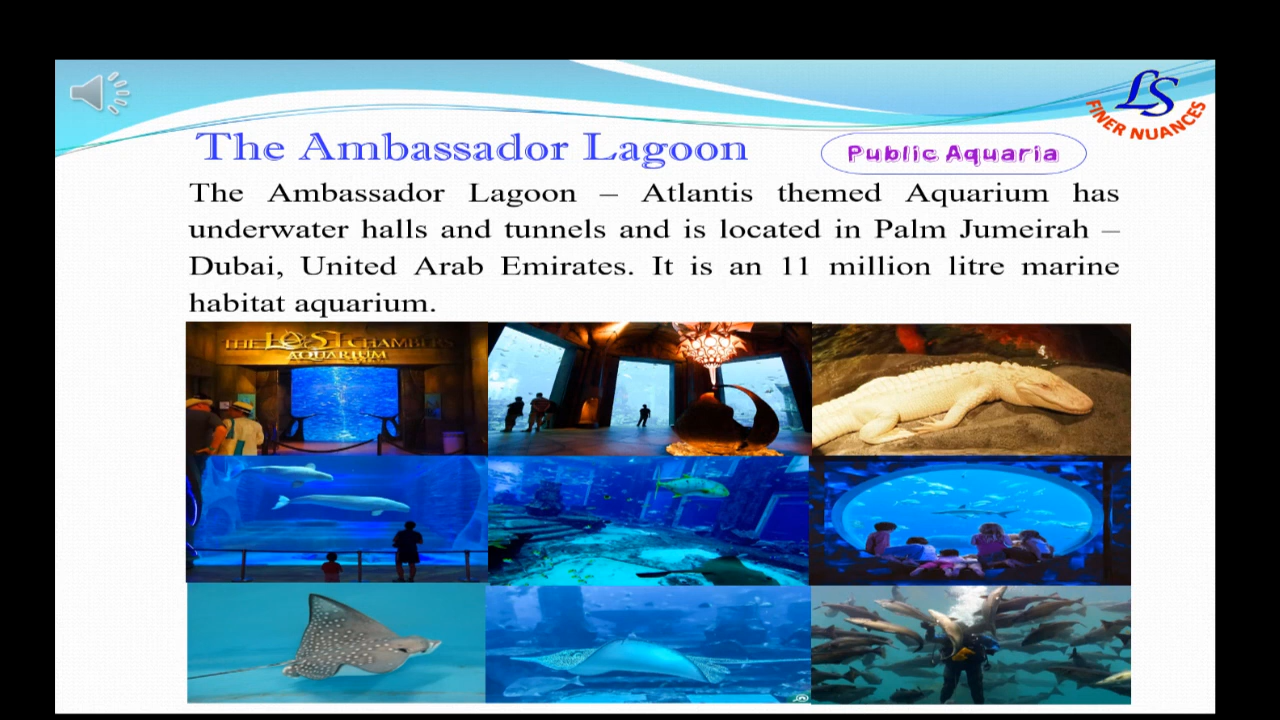 LS
FINER NUANCES
The Ambassador Lagoon
Public Aquaria
The Ambassador Lagoon – Atlantis themed Aquarium has
underwater halls and tunnels and is located in Palm Jumeirah –
Dubai, United Arab Emirates. It is an 11 million litre marine
habitat aquarium.
THE LOST CHAMBERS
AQUARIUM